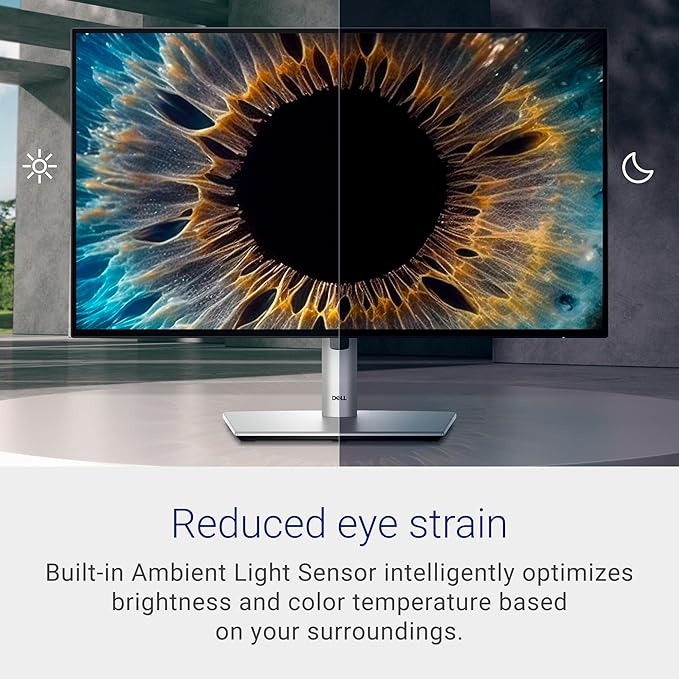 DELL
Reduced eye strain
Built-in Ambient Light Sensor intelligently optimizes
brightness and color temperature based
on your surroundings.